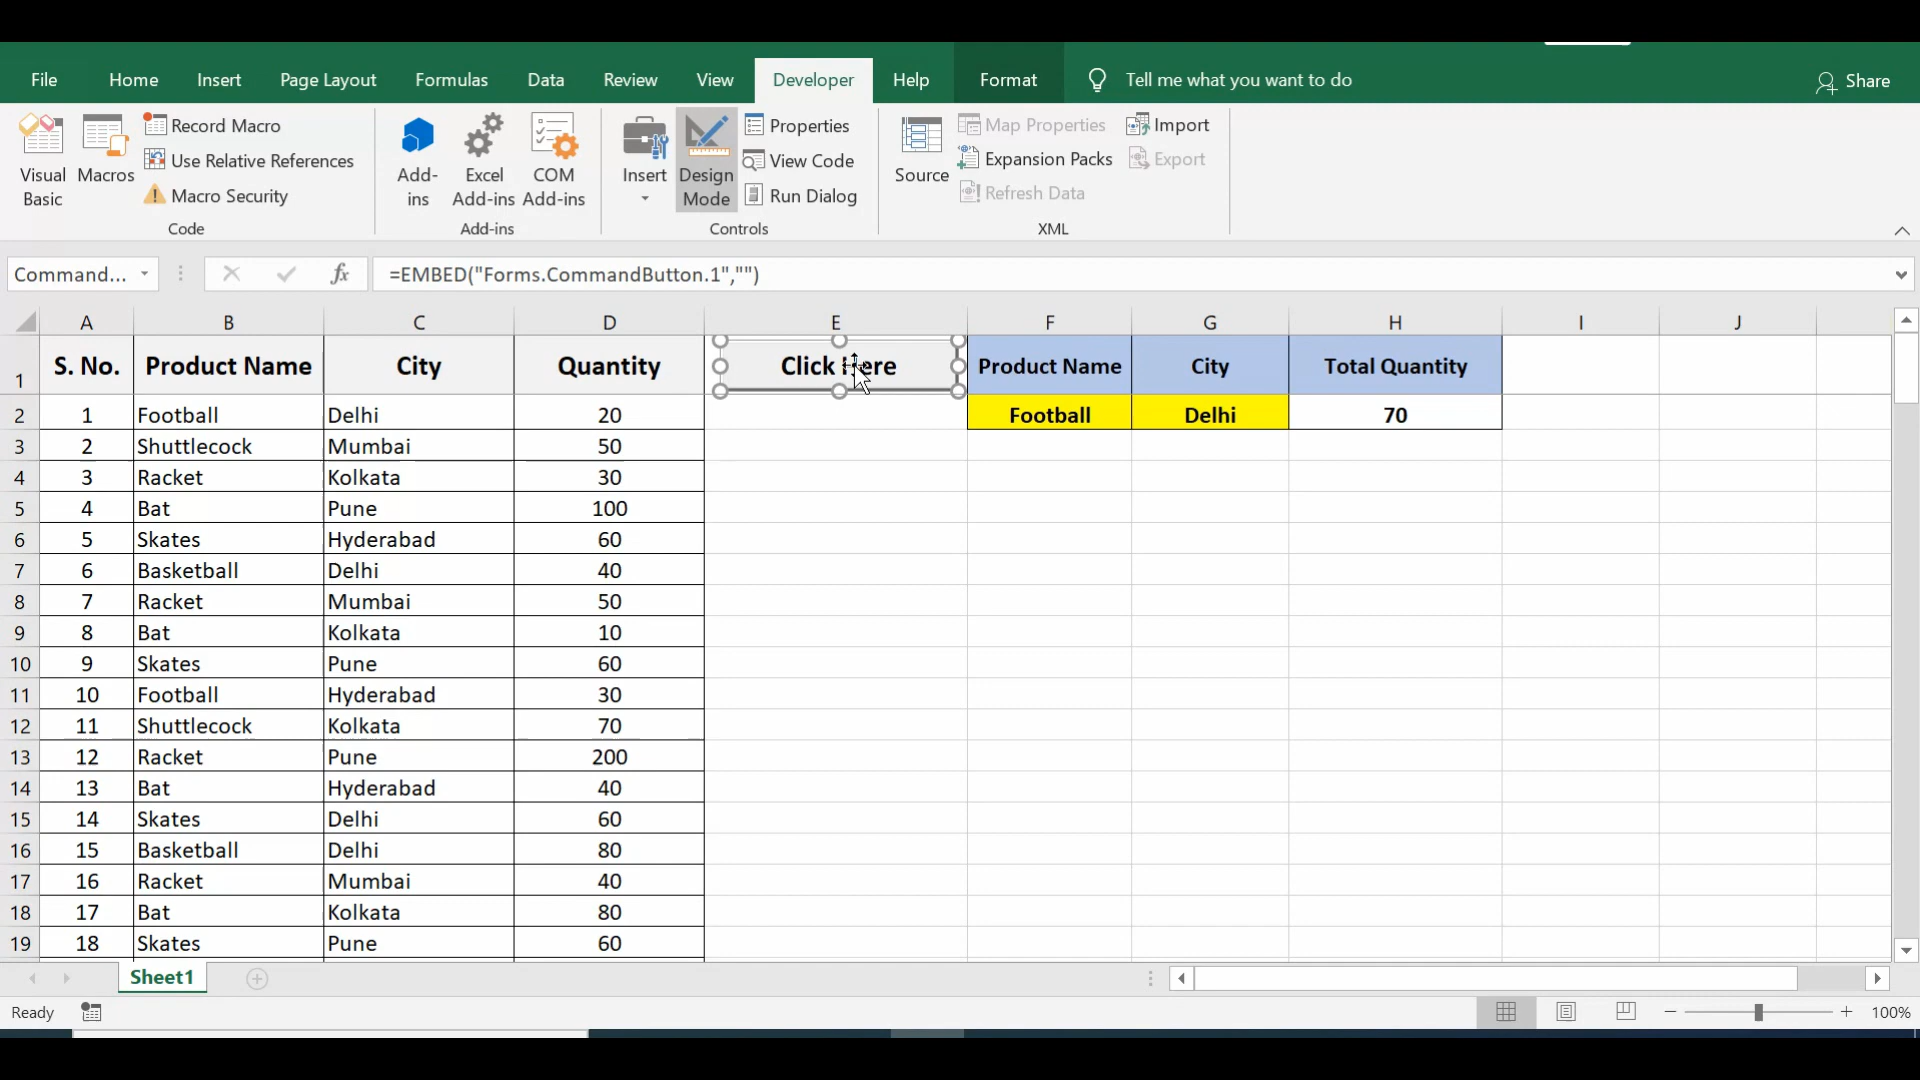 File Home Insert Page Layout Formulas Data Review View Developer Help Format Tell me what you want to do Share
Visual Basic
Macros
Record Macro
Use Relative References
Macro Security
Code
Add-ins
Excel Add-ins
COM Add-ins
Add-ins
Insert
Design Mode
Properties
View Code
Run Dialog
Controls
Source
Map Properties
Expansion Packs
Refresh Data
Import
Export
XML
Command... fx =EMBED("Forms.CommandButton.1","")
A B C D E F G H I J
1 S. No. Product Name City Quantity Click Here Product Name City Total Quantity
2 1 Football Delhi 20 Football Delhi 70
3 2 Shuttlecock Mumbai 50
4 3 Racket Kolkata 30
5 4 Bat Pune 100
6 5 Skates Hyderabad 60
7 6 Basketball Delhi 40
8 7 Racket Mumbai 50
9 8 Bat Kolkata 10
10 9 Skates Pune 60
11 10 Football Hyderabad 30
12 11 Shuttlecock Kolkata 70
13 12 Racket Pune 200
14 13 Bat Hyderabad 40
15 14 Skates Delhi 60
16 15 Basketball Delhi 80
17 16 Racket Mumbai 40
18 17 Bat Kolkata 80
19 18 Skates Pune 60
Sheet1
Ready 100%